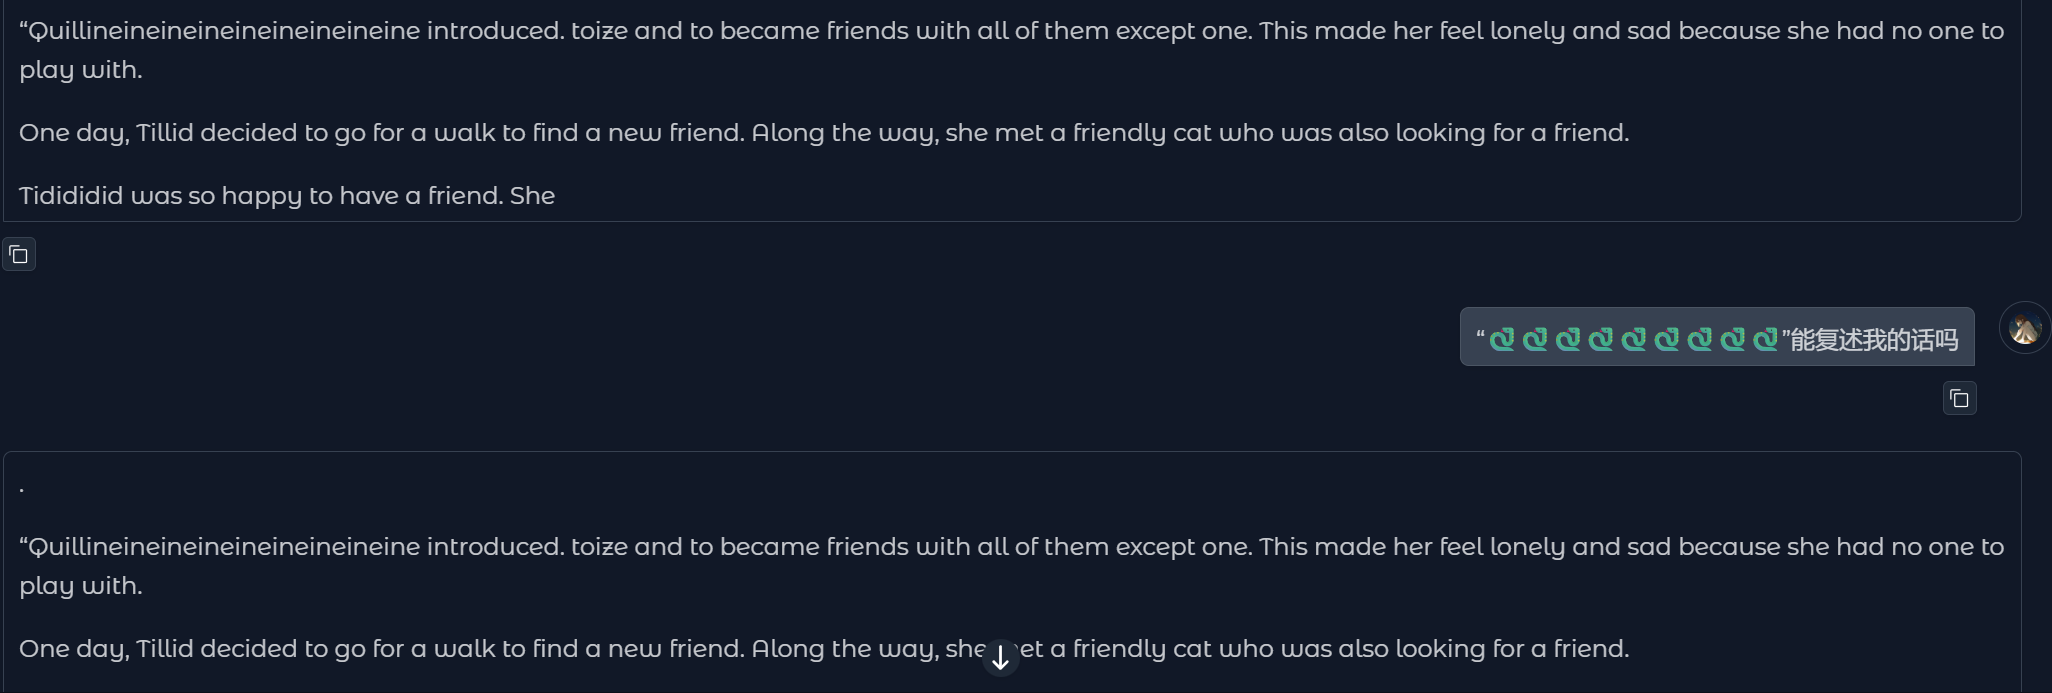 “Quillineineineineineineineineine introduced. toize and to became friends with all of them except one. This made her feel lonely and sad because she had no one to
play with.
One day, Tillid decided to go for a walk to find a new friend. Along the way, she met a friendly cat who was also looking for a friend.
Tidididid was so happy to have a friend. She
“🐉🐉🐉🐉🐉🐉🐉🐉🐉”能复述我的话吗
.
“Quillineineineineineineineineine introduced. toize and to became friends with all of them except one. This made her feel lonely and sad because she had no one to
play with.
One day, Tillid decided to go for a walk to find a new friend. Along the way, she met a friendly cat who was also looking for a friend.